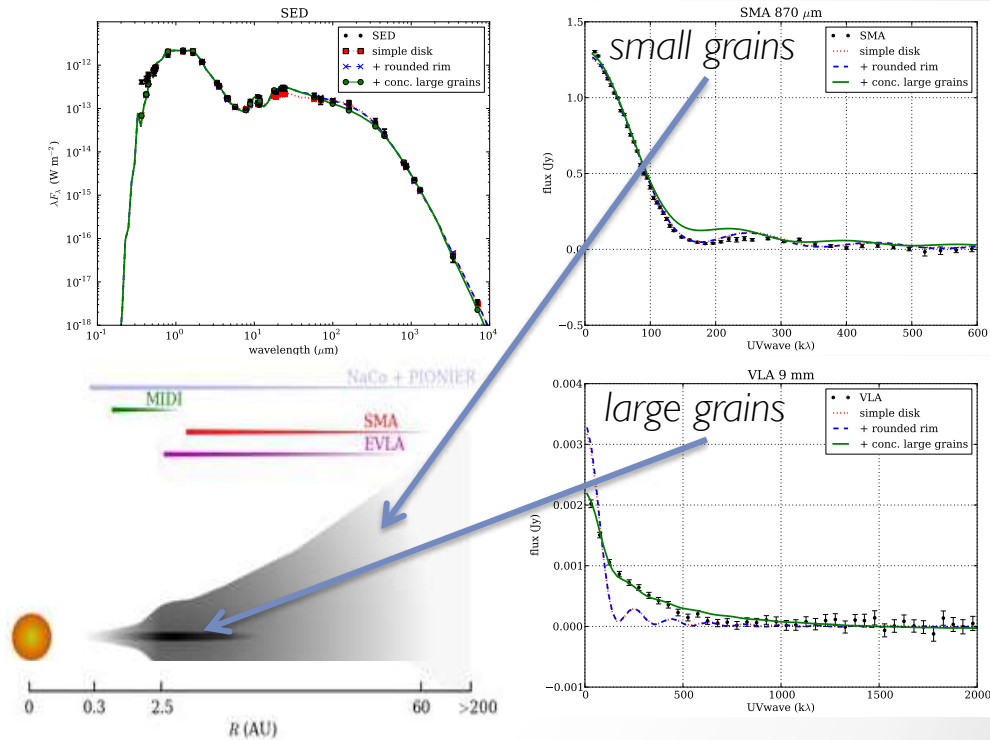 SED
10⁻¹²
10⁻¹³
10⁻¹⁴
10⁻¹⁵
10⁻¹⁶
10⁻¹⁷
10⁻¹⁸
λF_λ (W m⁻²)
SED
simple disk
+ rounded rim
+ conc. large grains
10⁻¹ 10⁰ 10¹ 10² 10³ 10⁴
wavelength (μm)
SMA 870 μm
small grains
1.5
1.0
0.5
0.0
−0.5
flux (Jy)
SMA
simple disk
+ rounded rim
+ conc. large grains
0 100 200 300 400 500 600
UVwave (kλ)
NaCo + PIONIER
MIDI
SMA
EVLA
0 0.3 2.5 60 >200
R (AU)
VLA 9 mm
large grains
0.004
0.003
0.002
0.001
0.000
−0.001
flux (Jy)
VLA
simple disk
+ rounded rim
+ conc. large grains
0 500 1000 1500 2000
UVwave (kλ)